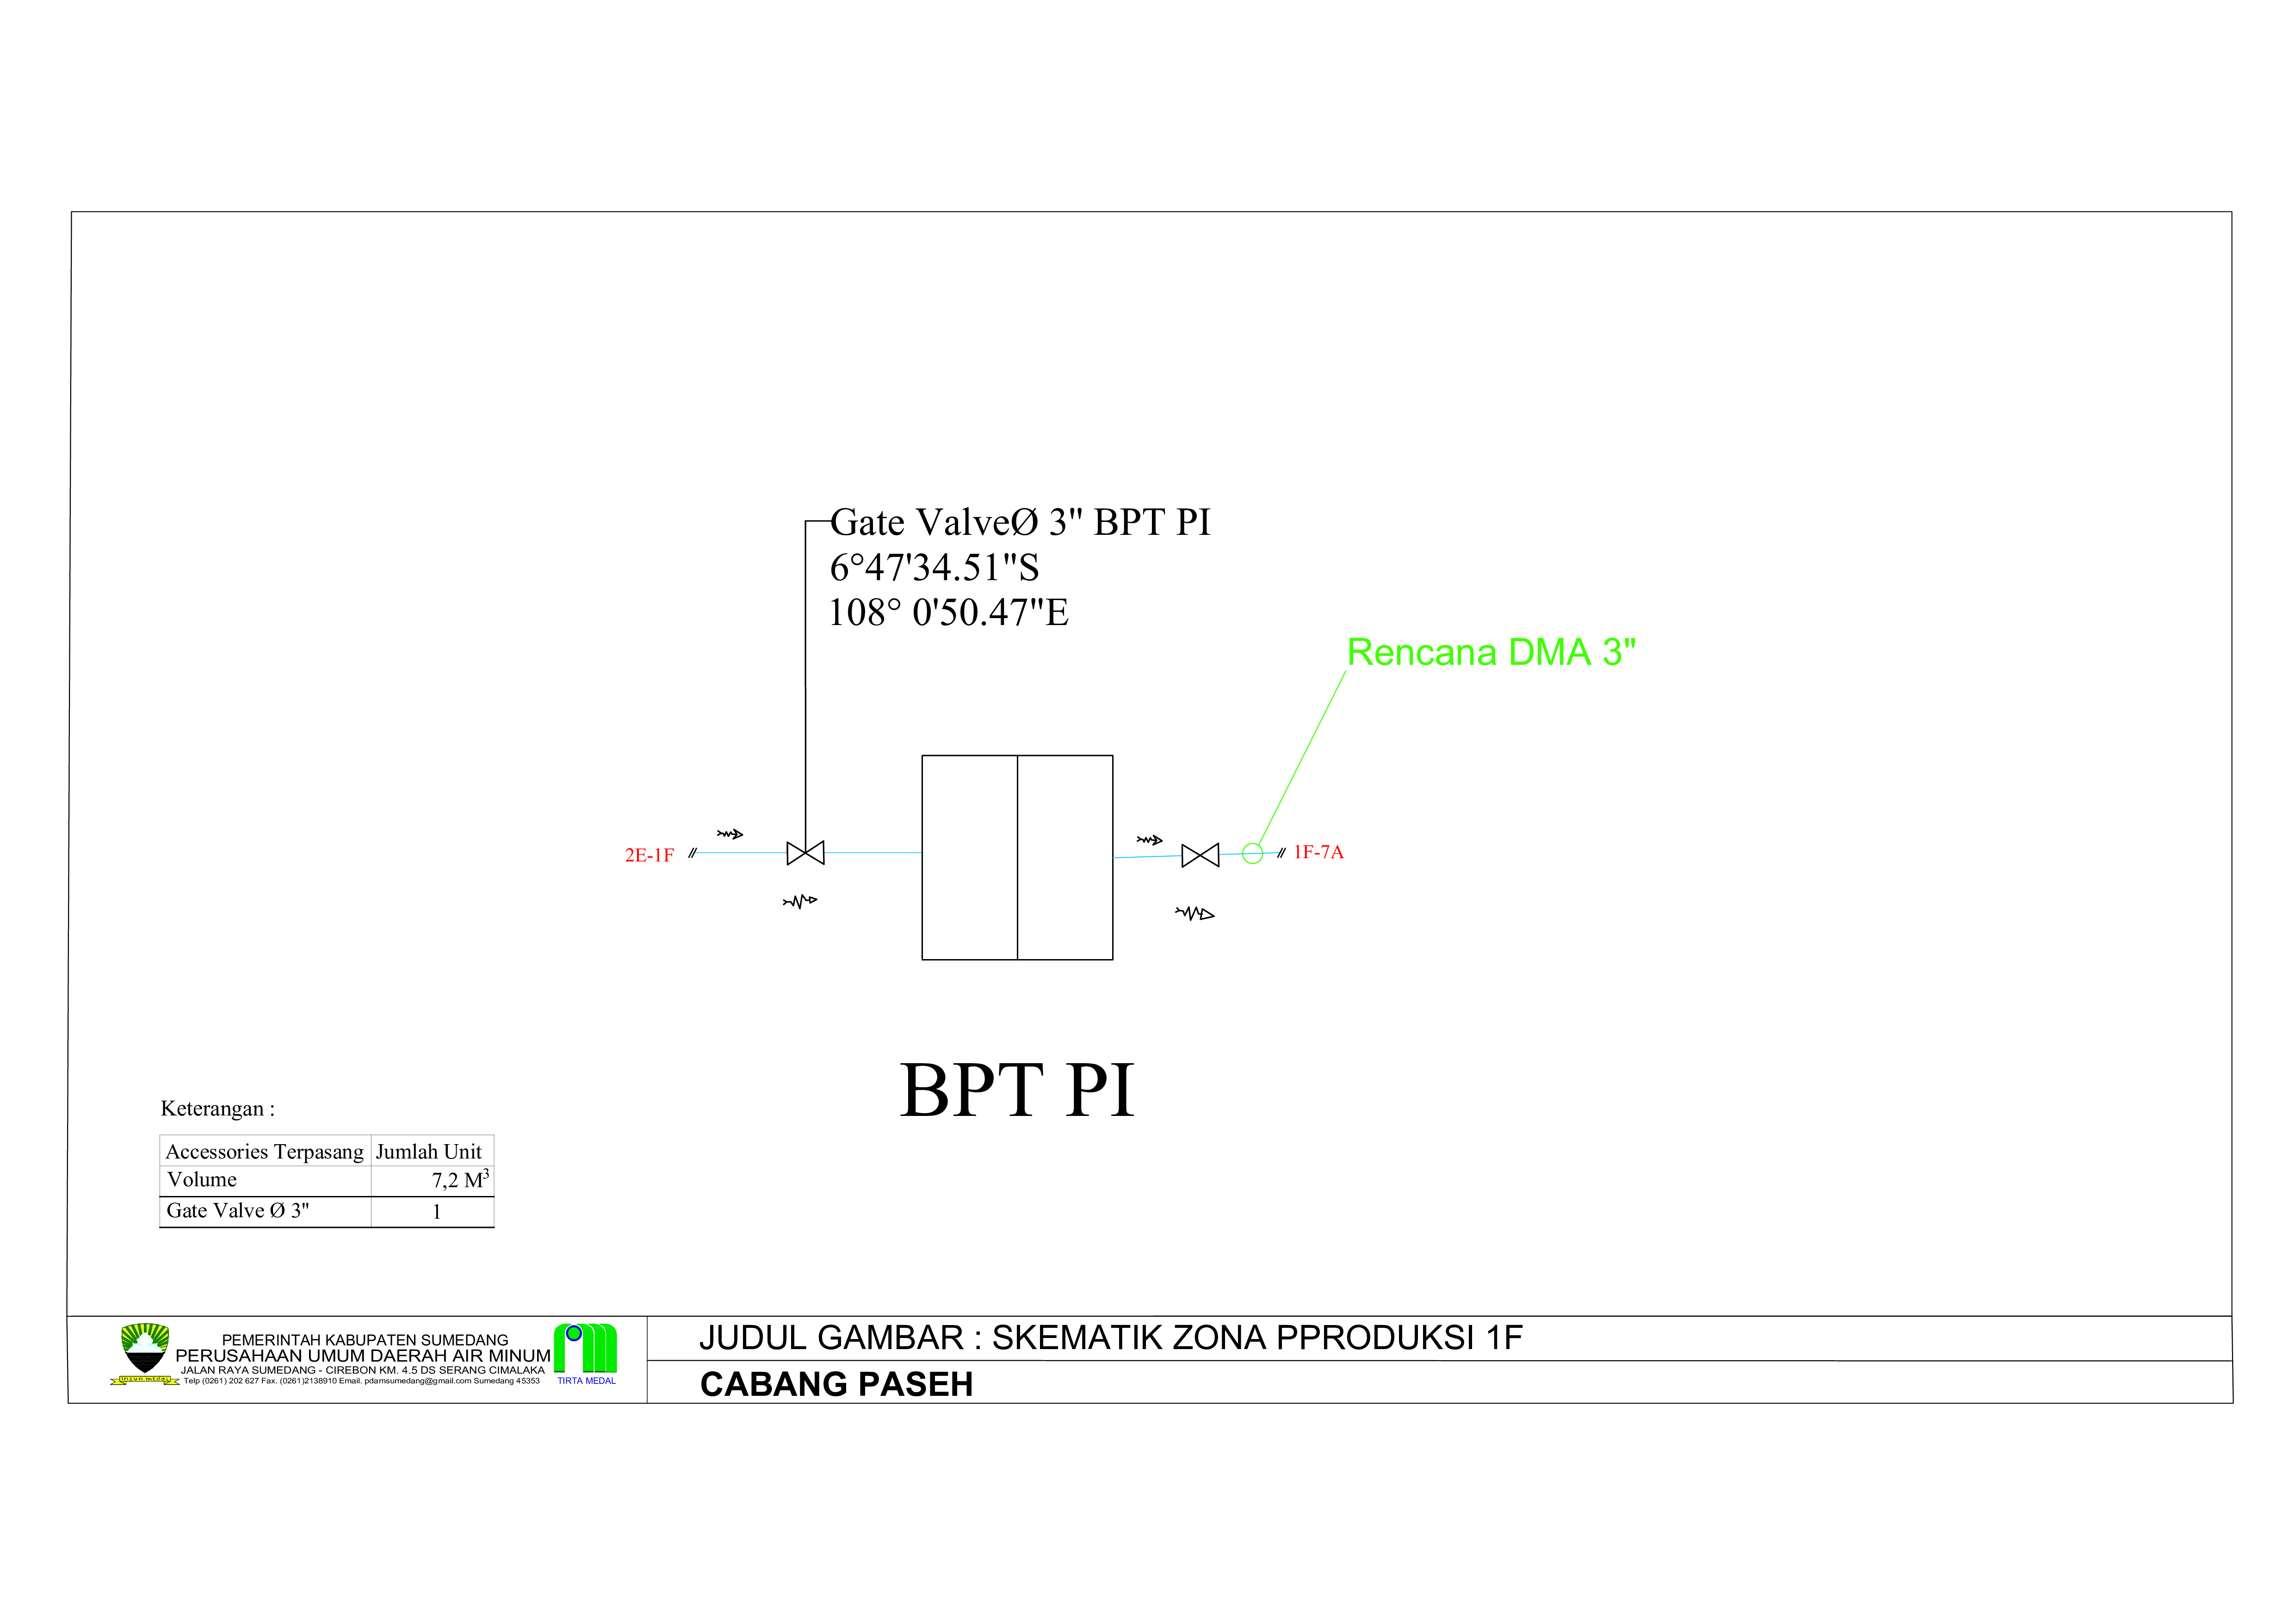 Gate ValveØ 3" BPT PI
6°47'34.51"S
108° 0'50.47"E
Rencana DMA 3"
2E-1F
1F-7A
BPT PI
Keterangan :
Accessories Terpasang Jumlah Unit
Volume 7,2 M³
Gate Valve Ø 3" 1
insun medal
PEMERINTAH KABUPATEN SUMEDANG
PERUSAHAAN UMUM DAERAH AIR MINUM
JALAN RAYA SUMEDANG - CIREBON KM. 4.5 DS SERANG CIMALAKA
Telp (0261) 202 627 Fax. (0261)2138910 Email. pdamsumedang@gmail.com Sumedang 45353
TIRTA MEDAL
JUDUL GAMBAR : SKEMATIK ZONA PPRODUKSI 1F
CABANG PASEH